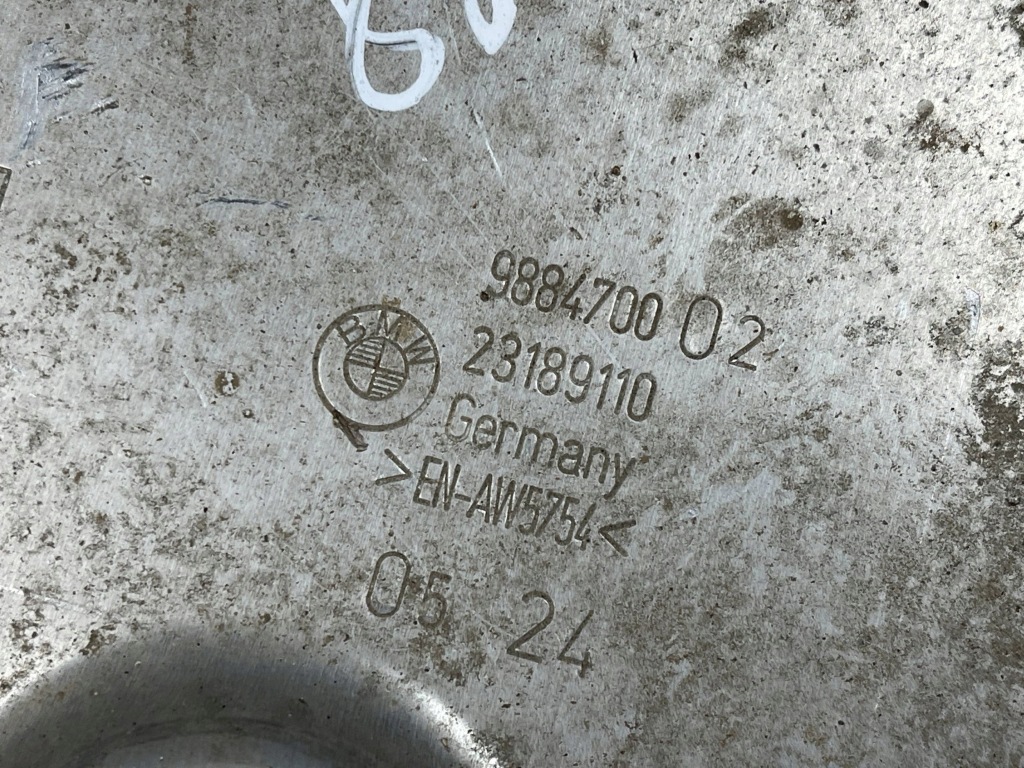 9884700 02
BMW
23189110
Germany
>EN-AW5754<
05 24